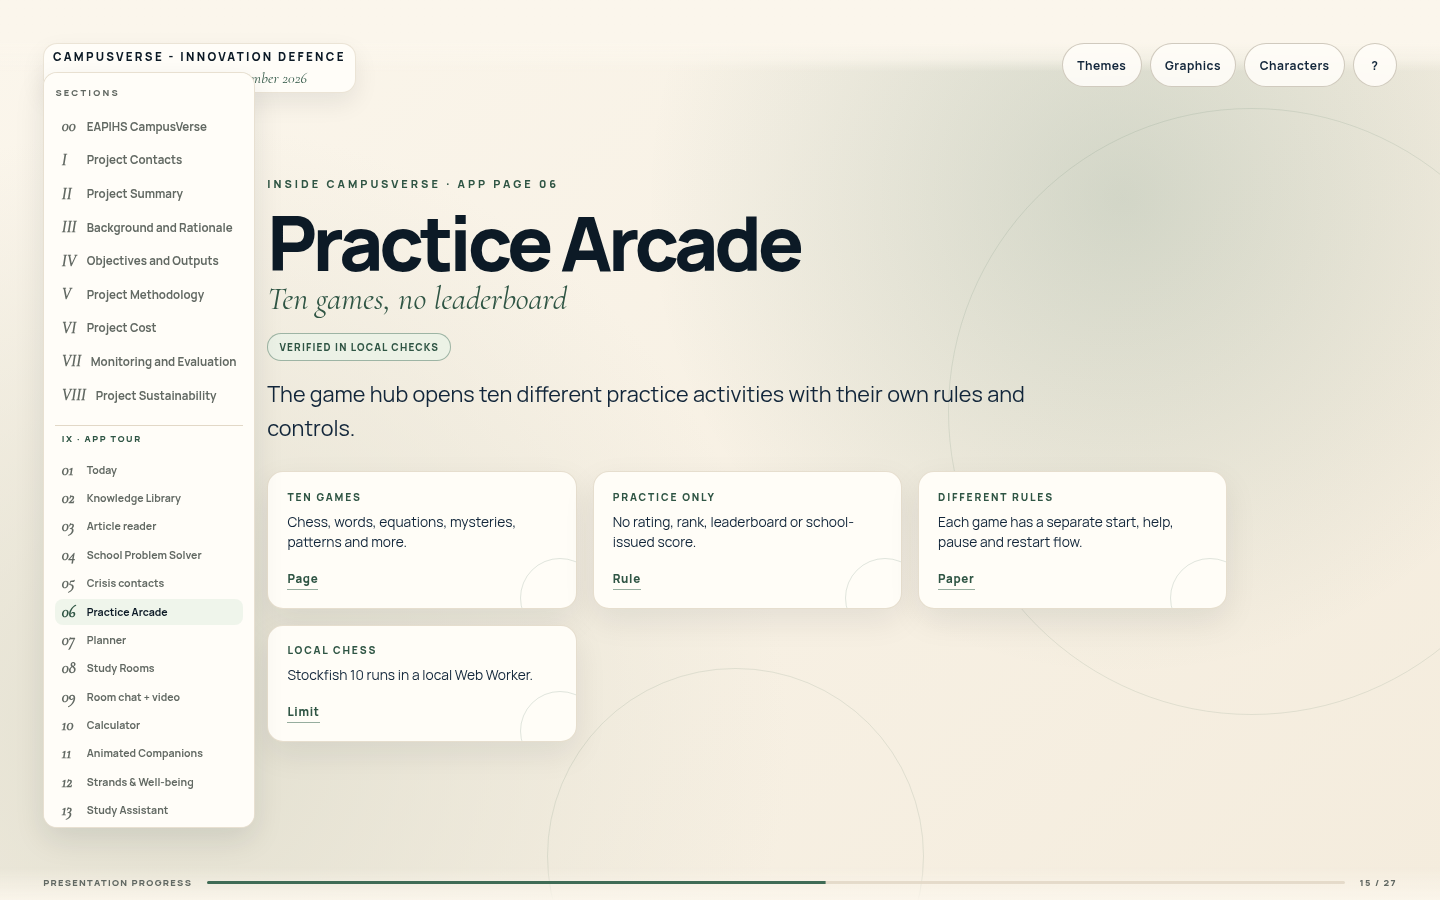 CAMPUSVERSE - INNOVATION DEFENCE
2026
Themes
Graphics
Characters
?
SECTIONS
00 EAPIHS CampusVerse
I Project Contacts
II Project Summary
III Background and Rationale
IV Objectives and Outputs
V Project Methodology
VI Project Cost
VII Monitoring and Evaluation
VIII Project Sustainability
IX · APP TOUR
01 Today
02 Knowledge Library
03 Article reader
04 School Problem Solver
05 Crisis contacts
06 Practice Arcade
07 Planner
08 Study Rooms
09 Room chat + video
10 Calculator
11 Animated Companions
12 Strands & Well-being
13 Study Assistant
INSIDE CAMPUSVERSE · APP PAGE 06
Practice Arcade
Ten games, no leaderboard
VERIFIED IN LOCAL CHECKS
The game hub opens ten different practice activities with their own rules and
controls.
TEN GAMES
Chess, words, equations, mysteries,
patterns and more.
Page
PRACTICE ONLY
No rating, rank, leaderboard or school-
issued score.
Rule
DIFFERENT RULES
Each game has a separate start, help,
pause and restart flow.
Paper
LOCAL CHESS
Stockfish 10 runs in a local Web Worker.
Limit
PRESENTATION PROGRESS
15 / 27